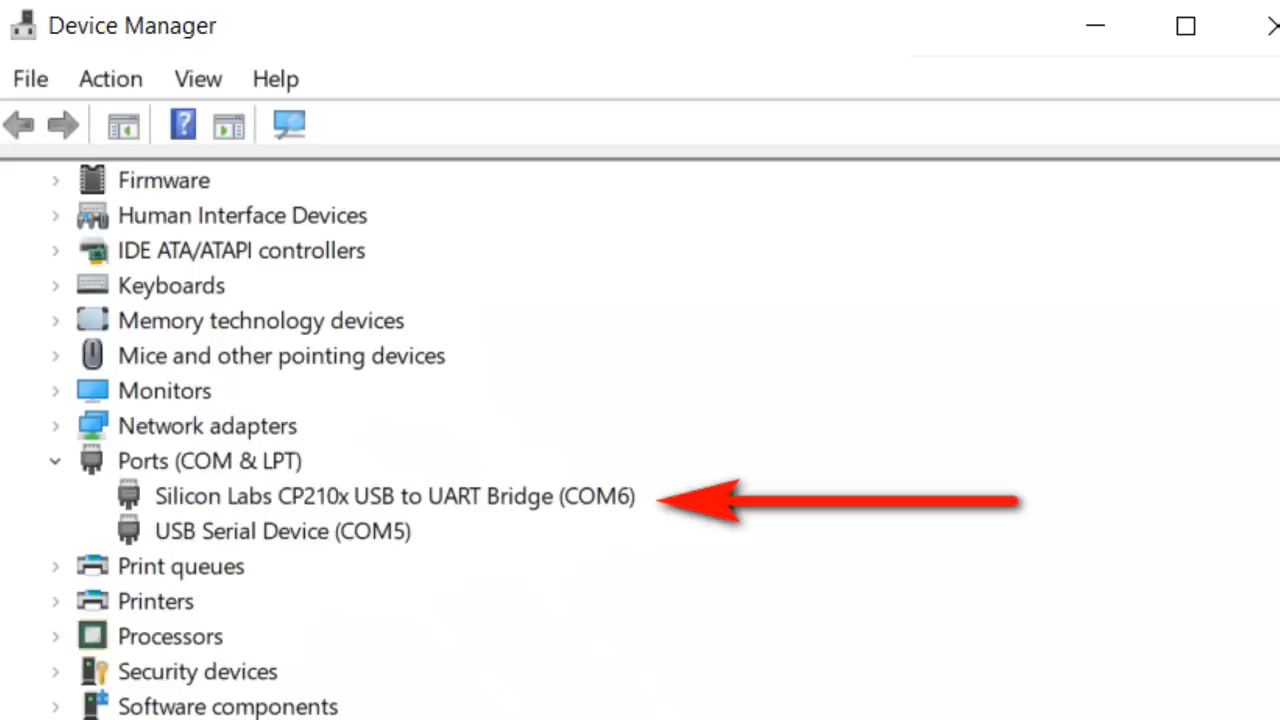 Device Manager
File Action View Help
Firmware
Human Interface Devices
IDE ATA/ATAPI controllers
Keyboards
Memory technology devices
Mice and other pointing devices
Monitors
Network adapters
Ports (COM & LPT)
Silicon Labs CP210x USB to UART Bridge (COM6)
USB Serial Device (COM5)
Print queues
Printers
Processors
Security devices
Software components